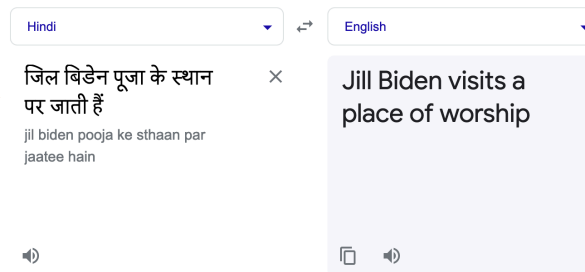 Hindi
English
जिल बिडेन पूजा के स्थान
पर जाती हैं
jil biden pooja ke sthaan par
jaatee hain
Jill Biden visits a
place of worship